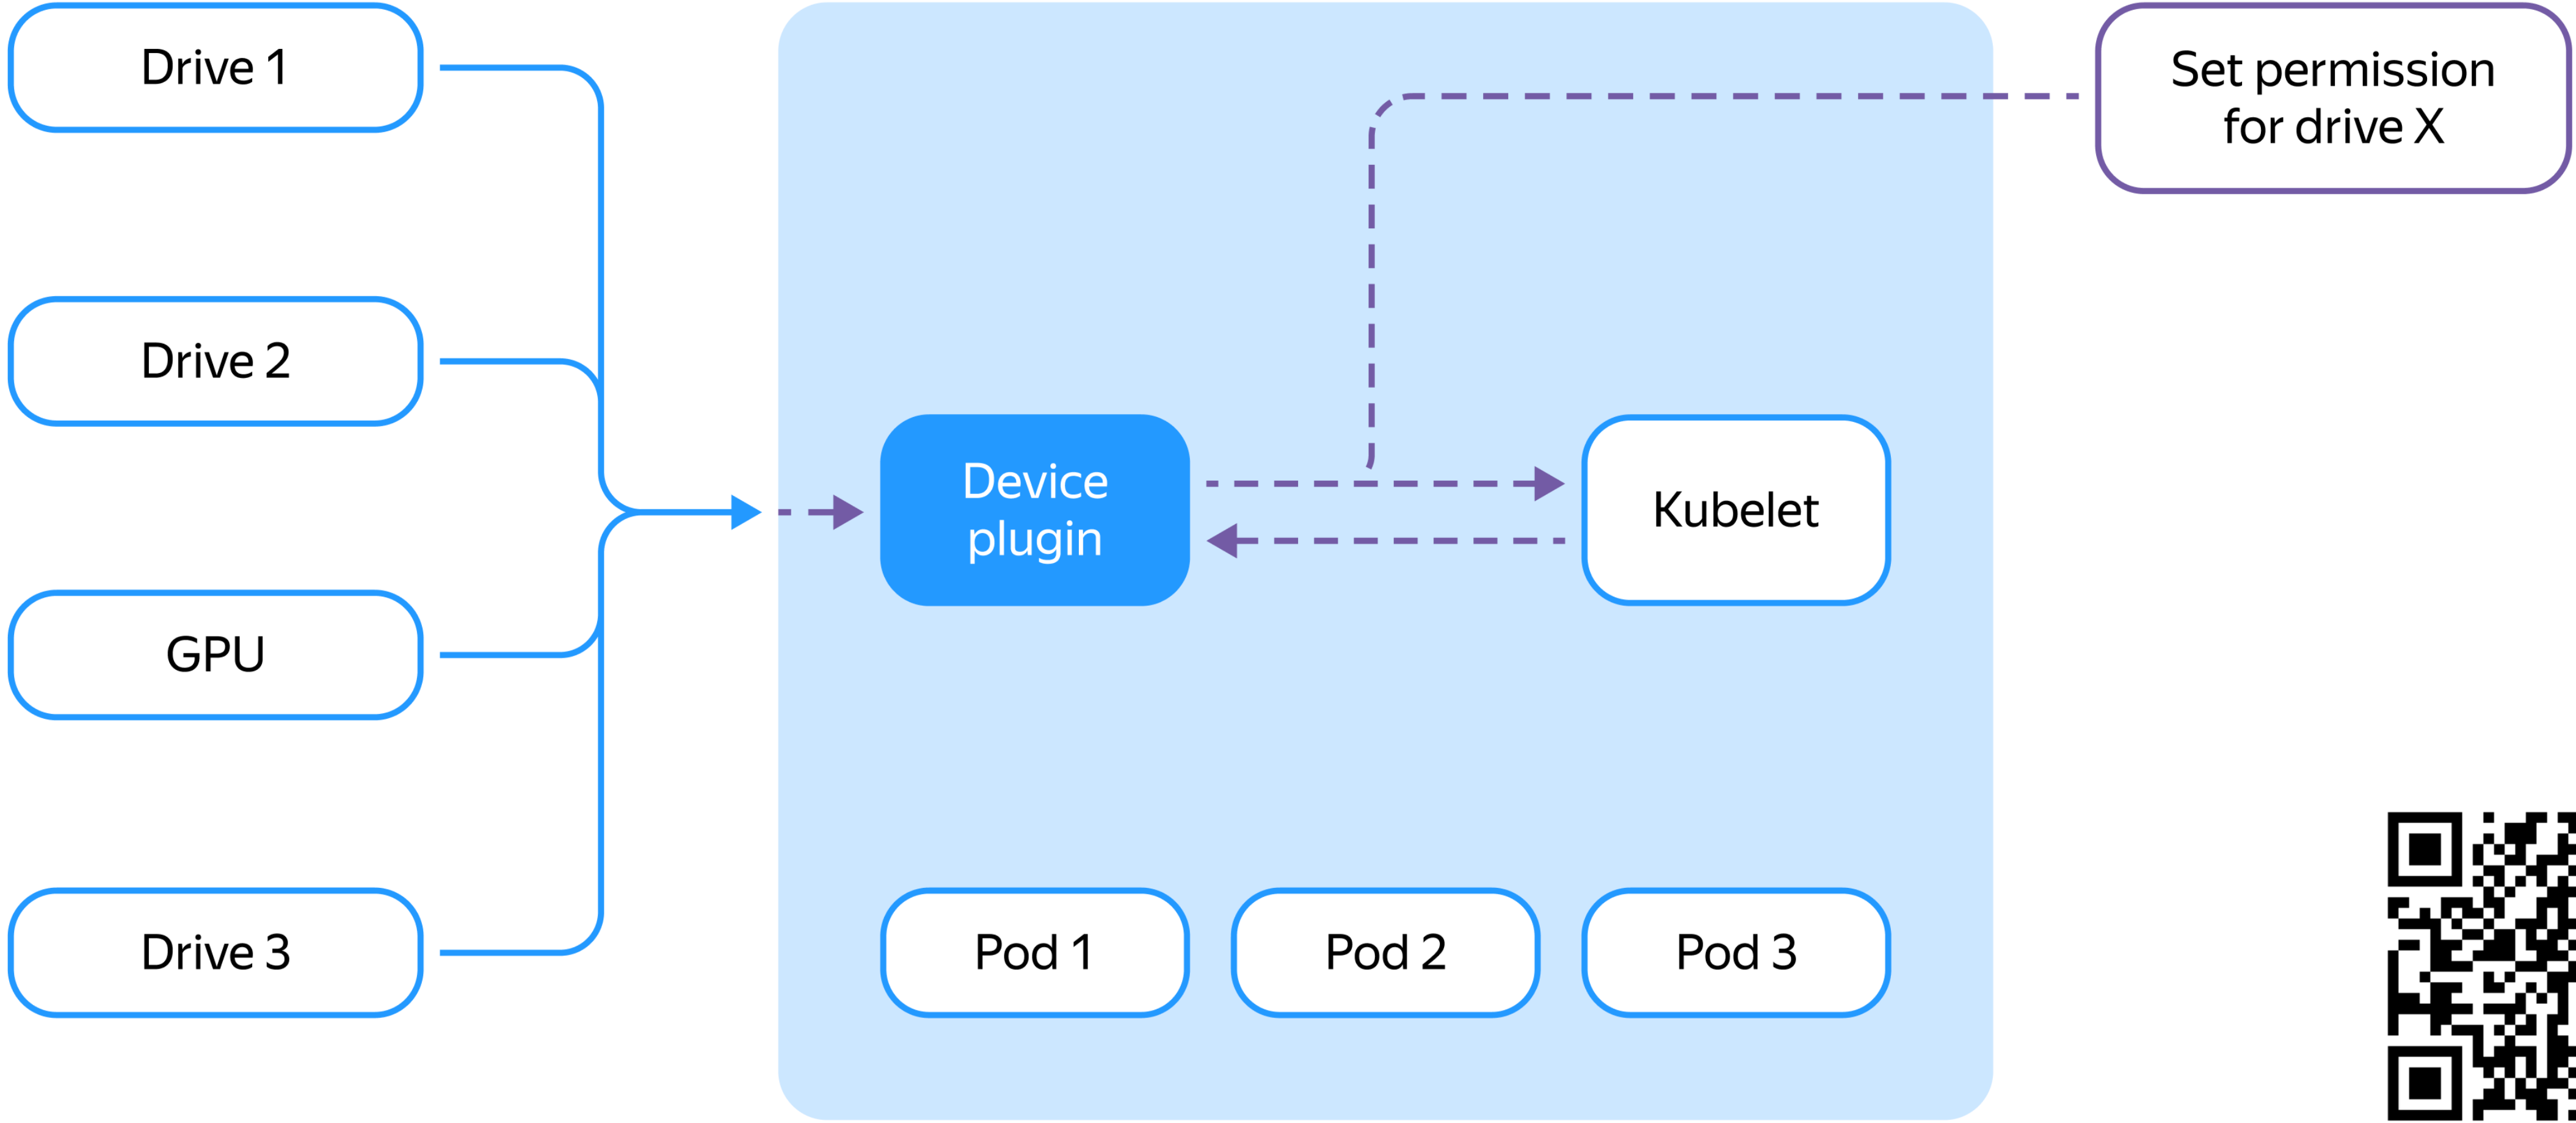 Drive 1
Set permission
for drive X
Drive 2
Device
plugin
Kubelet
GPU
Drive 3
Pod 1
Pod 2
Pod 3